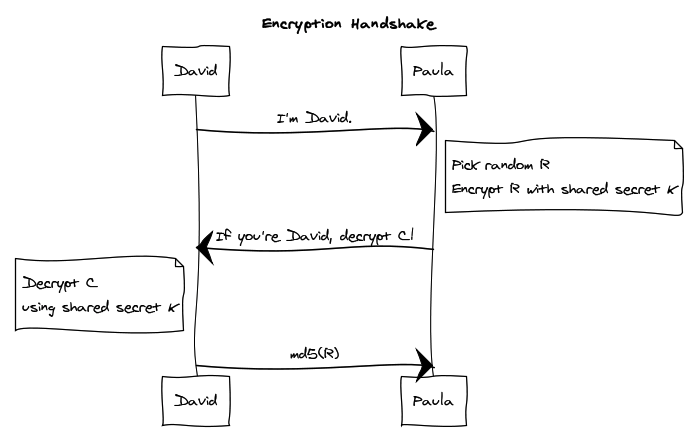 Encryption Handshake
David
Paula
I'm David.
Pick random R
Encrypt R with shared secret K
If you're David, decrypt C!
Decrypt C
using shared secret K
md5(R)
David
Paula